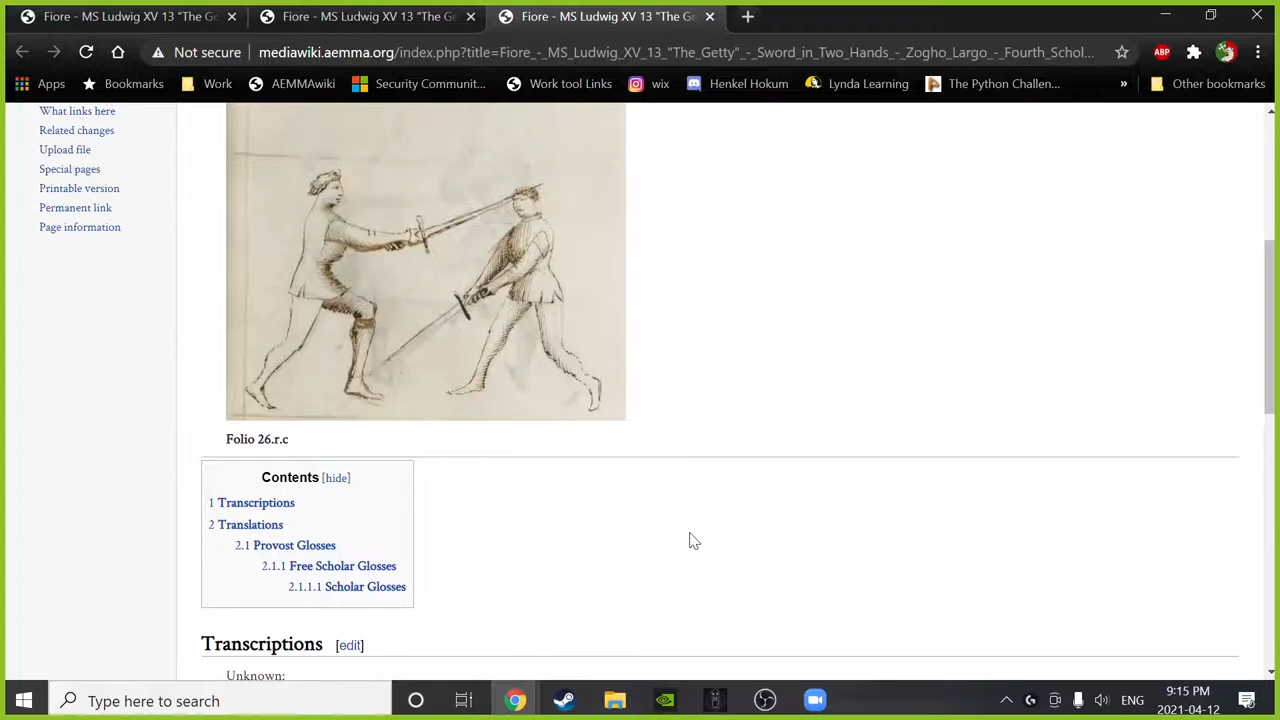 Fiore - MS Ludwig XV 13 "The Ge
Fiore - MS Ludwig XV 13 "The Ge
Fiore - MS Ludwig XV 13 "The Ge
Not secure
mediawiki.aemma.org/index.php?title=Fiore_-_MS_Ludwig_XV_13_"The_Getty"_-_Sword_in_Two_Hands_-_Zogho_Largo_-_Fourth_Schol...
ABP
Apps
Bookmarks
Work
AEMMAwiki
Security Communit...
Work tool Links
wix
Henkel Hokum
Lynda Learning
The Python Challen...
»
Other bookmarks
What links here
Related changes
Upload file
Special pages
Printable version
Permanent link
Page information
Folio 26.r.c
Contents [hide]
1 Transcriptions
2 Translations
2.1 Provost Glosses
2.1.1 Free Scholar Glosses
2.1.1.1 Scholar Glosses
Transcriptions [edit]
Unknown:
Type here to search
ENG
9:15 PM
2021-04-12